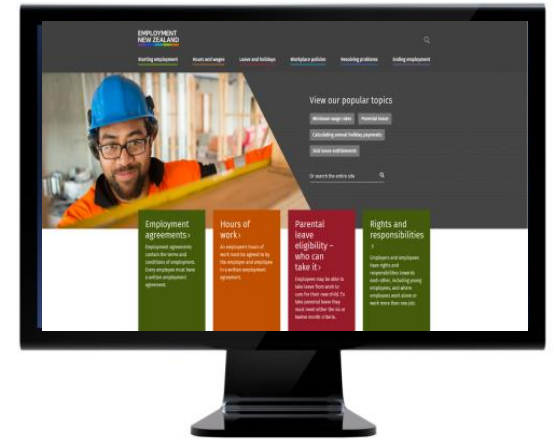 EMPLOYMENT
NEW ZEALAND
Starting employment Hours and wages Leave and holidays Workplace policies Resolving problems Ending employment
View our popular topics
Minimum wage rates Parental leave
Calculating annual holiday payments
Sick leave entitlements
Or search the entire site
Employment
agreements›
Employment agreements
contain the terms and
conditions of employment.
Every employee must have
a written employment
agreement.
Hours of
work›
An employee's hours of
work must be agreed to by
the employer and employee
in a written employment
agreement.
Parental
leave
eligibility –
who can
take it›
Employees may be able to
take leave from work to
care for their new child. To
take parental leave they
must meet either the six or
twelve month criteria.
Rights and
responsibilities
›
Employers and employees
have rights and
responsibilities towards
each other, including young
employees, and where
employees work alone or
work more than one job.